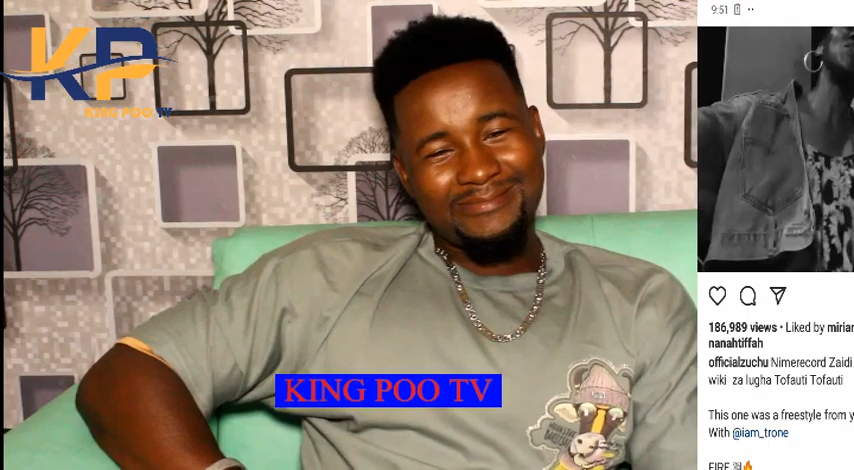 KP
KING POO TV
KING POO TV
9:51
186,989 views • Liked by mirian
nanahtiffah
officialzuchu Nimerecord Zaidi
wiki za lugha Tofauti Tofauti
This one was a freestyle from y
With @iam_trone
FIRE